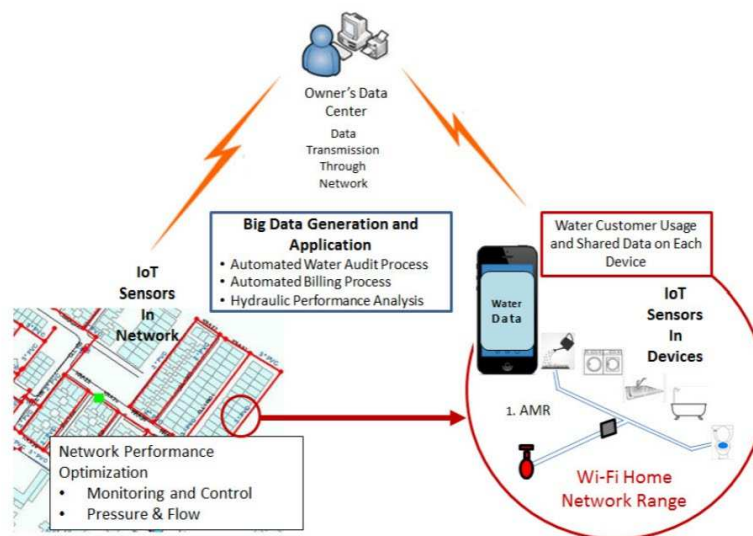 Owner's Data
Center
Data
Transmission
Through
Network
Big Data Generation and
Application
• Automated Water Audit Process
• Automated Billing Process
• Hydraulic Performance Analysis
Water Customer Usage
and Shared Data on Each
Device
IoT
Sensors
In
Network
Water
Data
IoT
Sensors
In
Devices
1. AMR
Network Performance
Optimization
• Monitoring and Control
• Pressure & Flow
Wi-Fi Home
Network Range